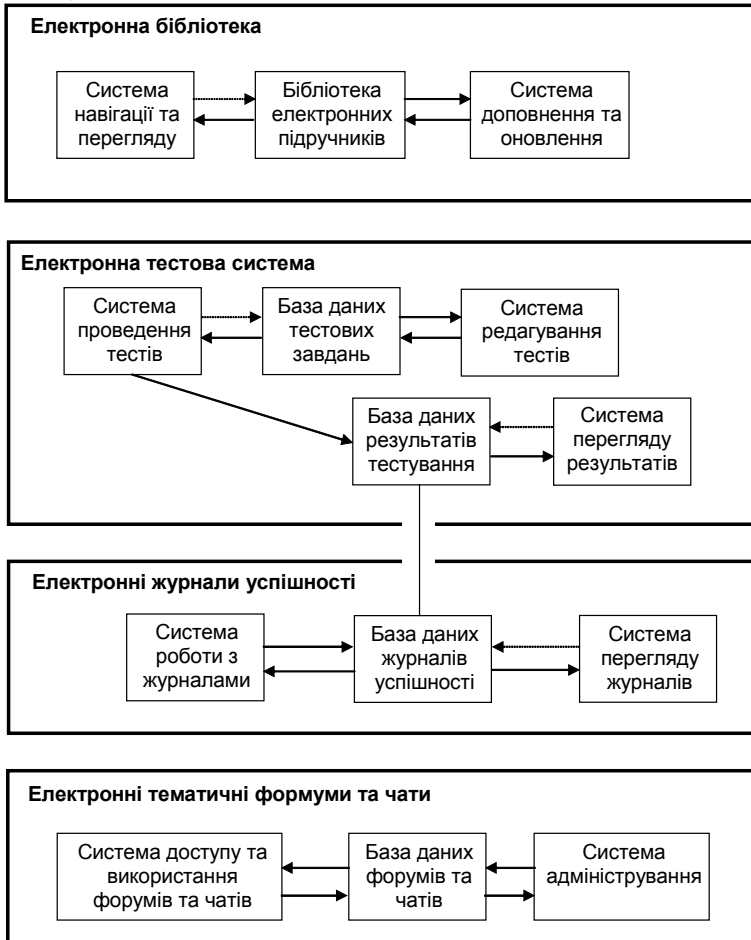 Електронна бібліотека
Система
навігації та
перегляду
Бібліотека
електронних
підручників
Система
доповнення та
оновлення
Електронна тестова система
Система
проведення
тестів
База даних
тестових
завдань
Система
редагування
тестів
База даних
результатів
тестування
Система
перегляду
результатів
Електронні журнали успішності
Система
роботи з
журналами
База даних
журналів
успішності
Система
перегляду
журналів
Електронні тематичні формуми та чати
Система доступу та
використання
форумів та чатів
База даних
форумів та
чатів
Система
адміністрування